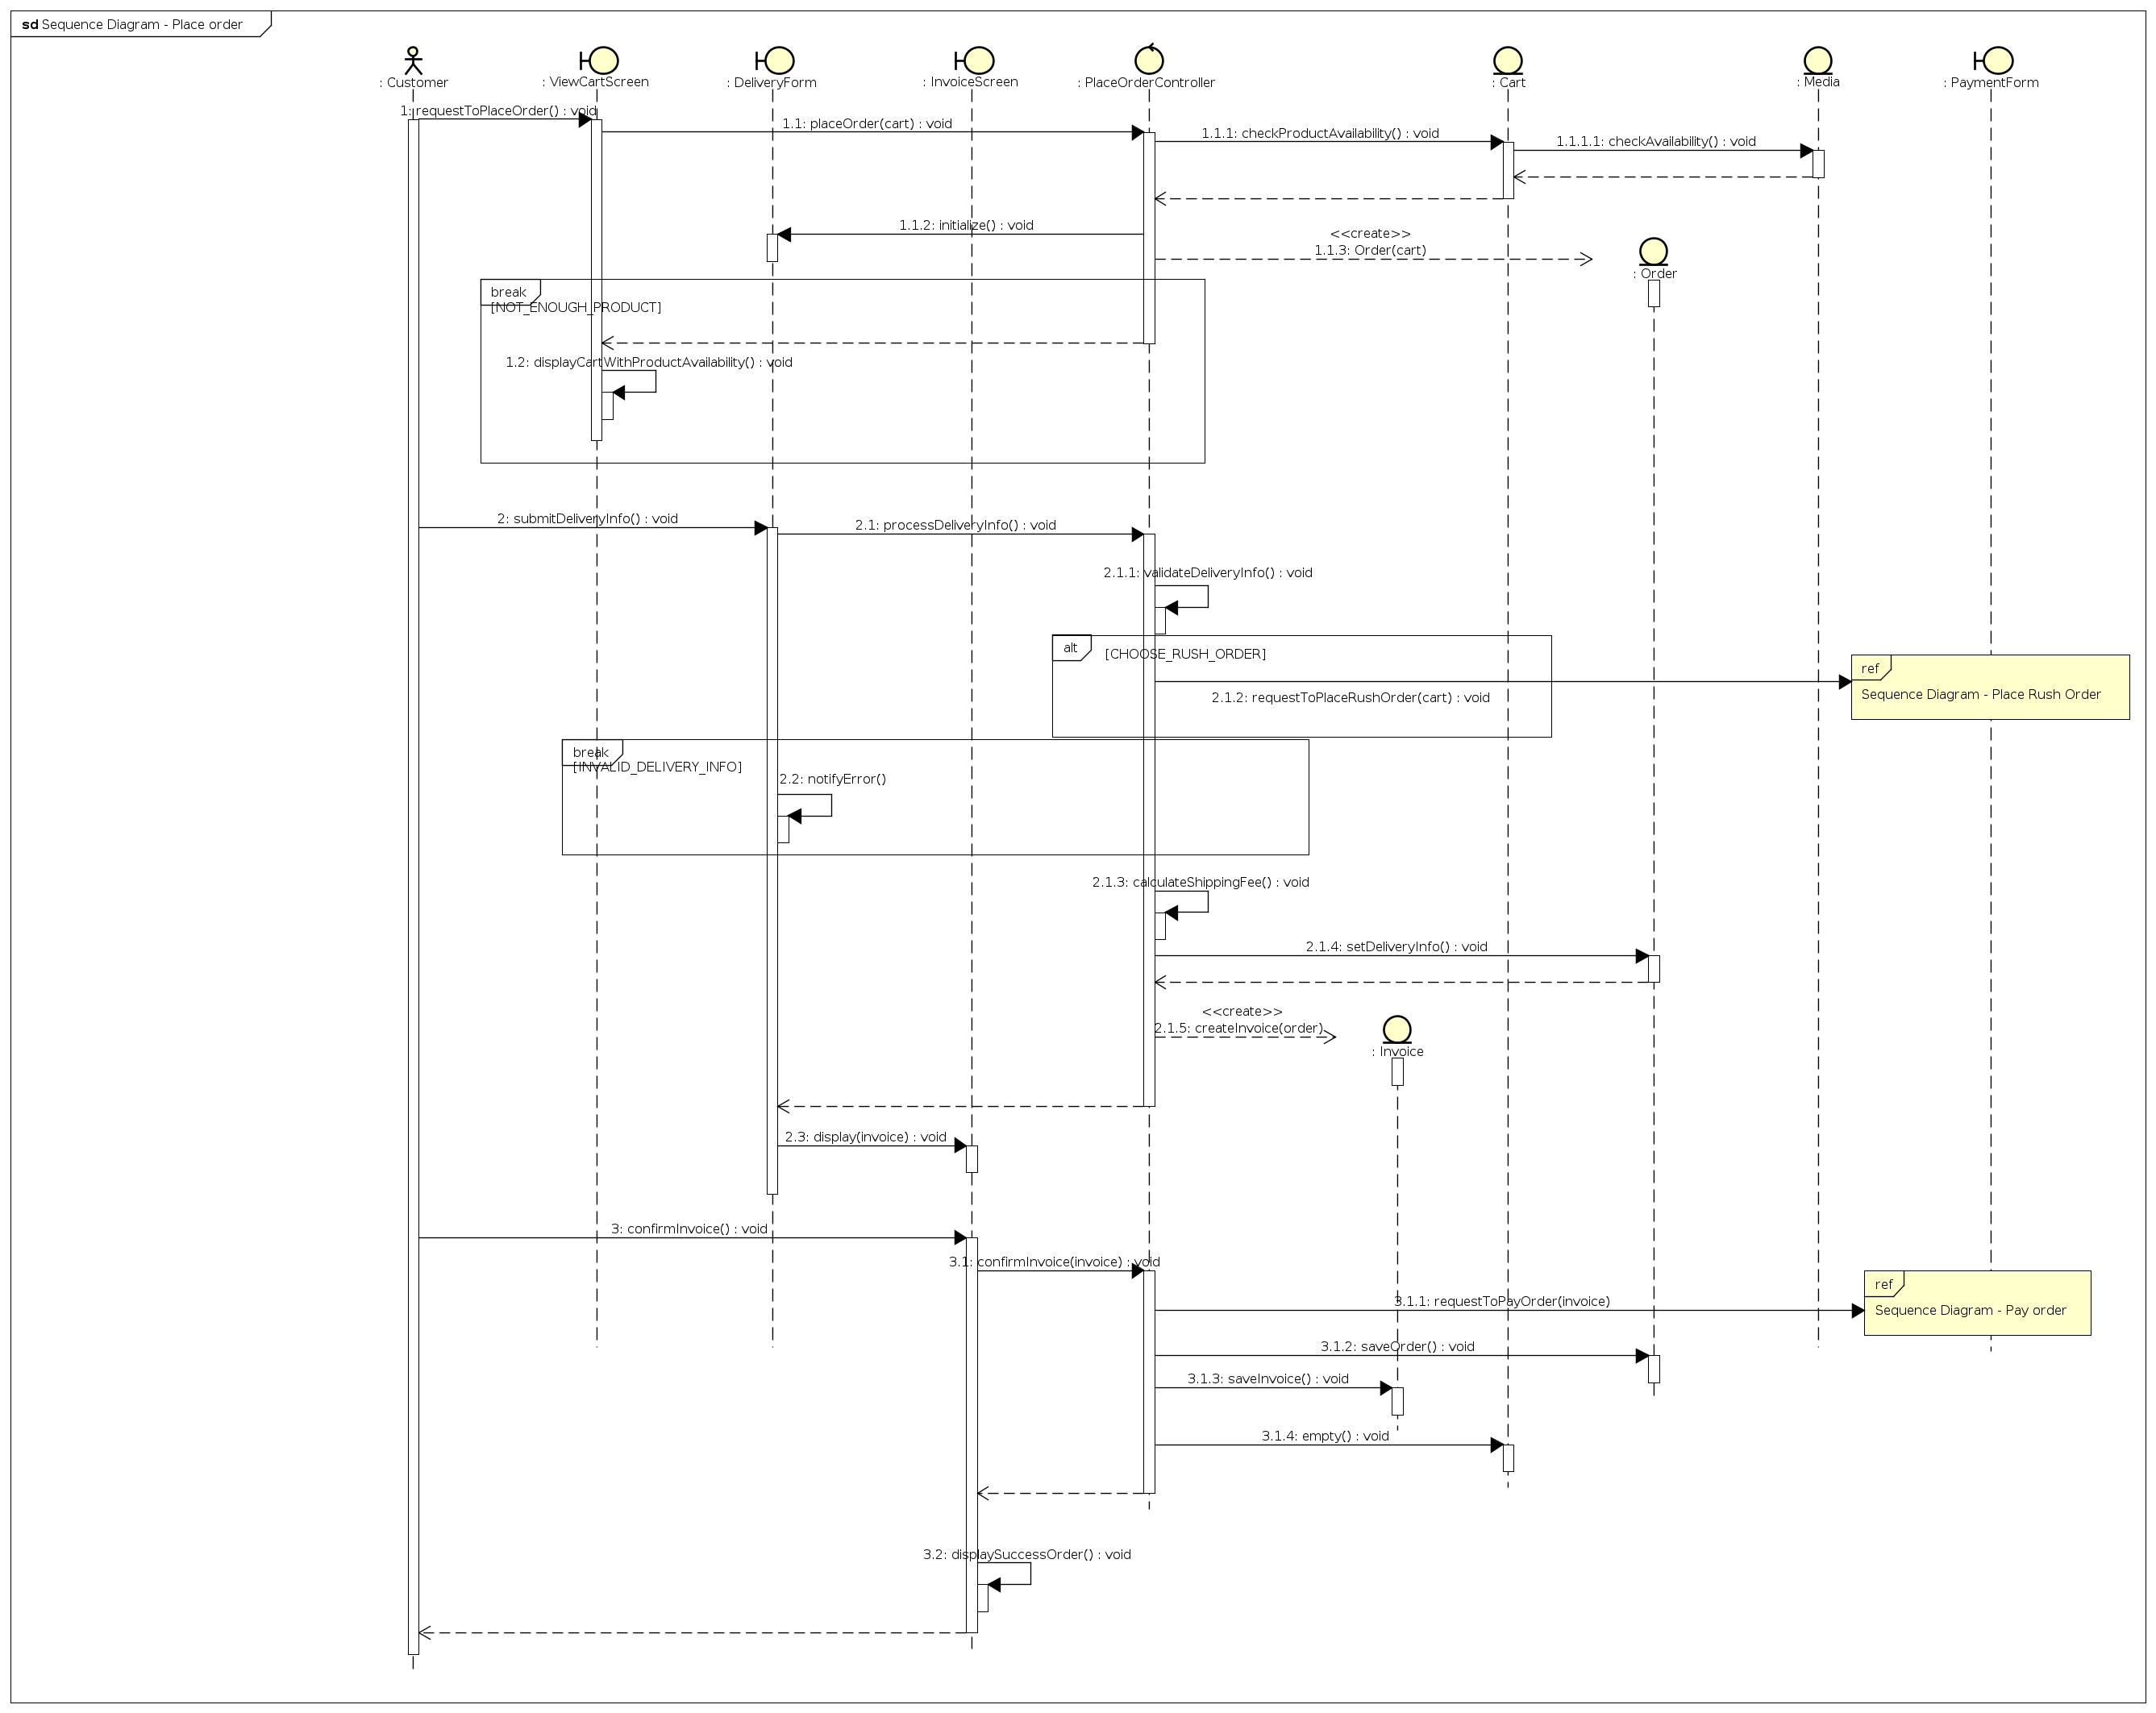 sd Sequence Diagram - Place order
: Customer
: ViewCartScreen
: DeliveryForm
: InvoiceScreen
: PlaceOrderController
: Cart
: Media
: PaymentForm
1: requestToPlaceOrder() : void
1.1: placeOrder(cart) : void
1.1.1: checkProductAvailability() : void
1.1.1.1: checkAvailability() : void
1.1.2: initialize() : void
<<create>>
1.1.3: Order(cart)
: Order
break
[NOT_ENOUGH_PRODUCT]
1.2: displayCartWithProductAvailability() : void
2: submitDeliveryInfo() : void
2.1: processDeliveryInfo() : void
2.1.1: validateDeliveryInfo() : void
alt
[CHOOSE_RUSH_ORDER]
ref
Sequence Diagram - Place Rush Order
2.1.2: requestToPlaceRushOrder(cart) : void
break
[INVALID_DELIVERY_INFO]
2.2: notifyError()
2.1.3: calculateShippingFee() : void
2.1.4: setDeliveryInfo() : void
<<create>>
2.1.5: createInvoice(order)
: Invoice
2.3: display(invoice) : void
3: confirmInvoice() : void
3.1: confirmInvoice(invoice) : void
ref
3.1.1: requestToPayOrder(invoice)
Sequence Diagram - Pay order
3.1.2: saveOrder() : void
3.1.3: saveInvoice() : void
3.1.4: empty() : void
3.2: displaySuccessOrder() : void